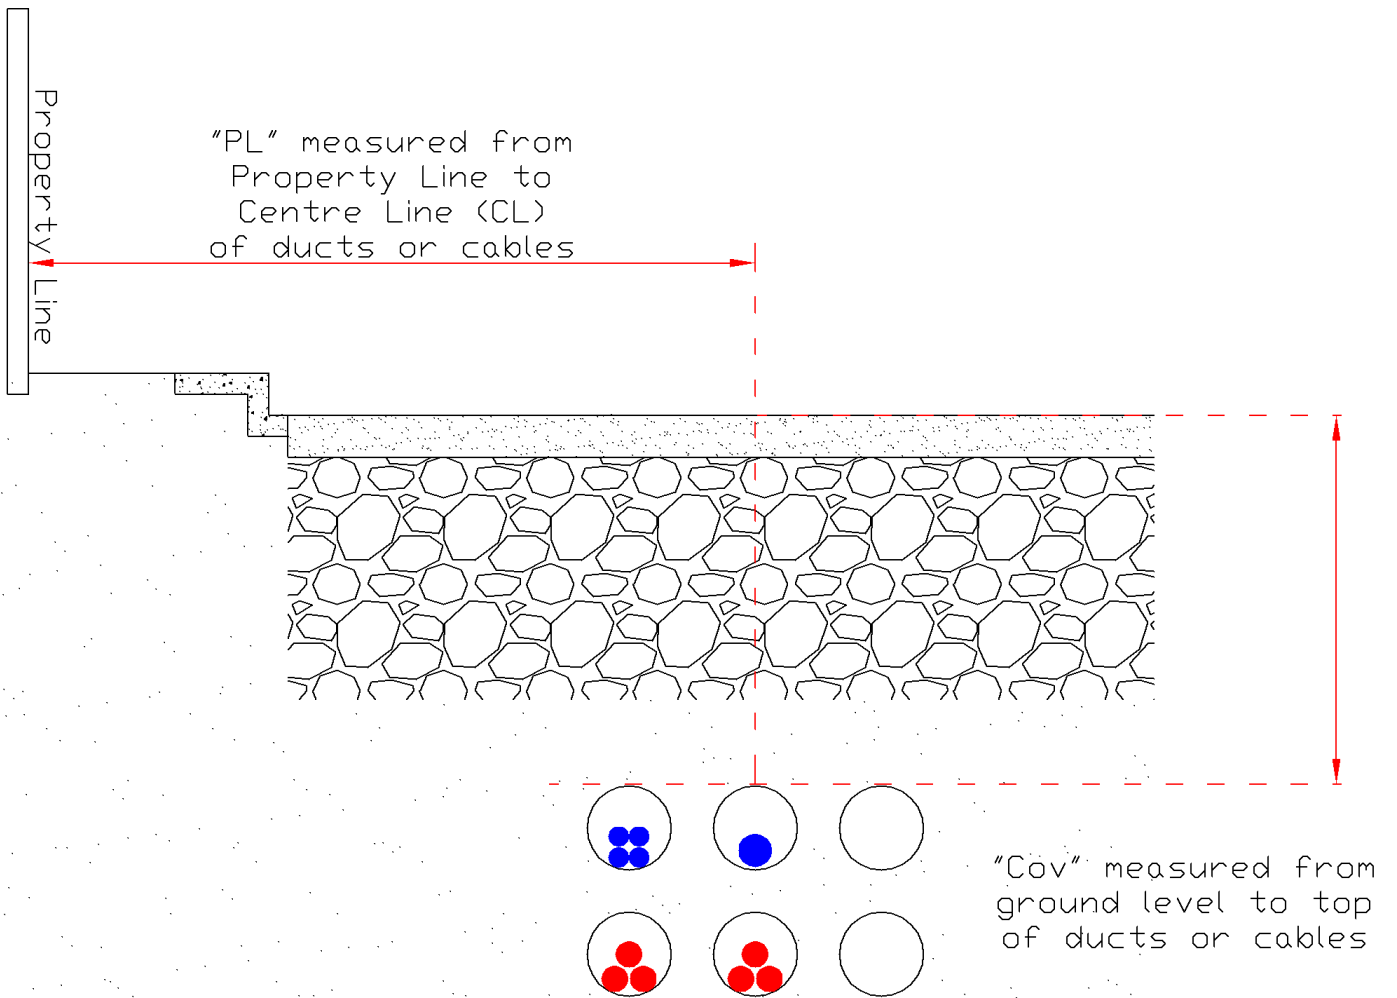 Property Line
"PL" measured from
Property Line to
Centre Line (CL)
of ducts or cables
"Cov" measured from
ground level to top
of ducts or cables